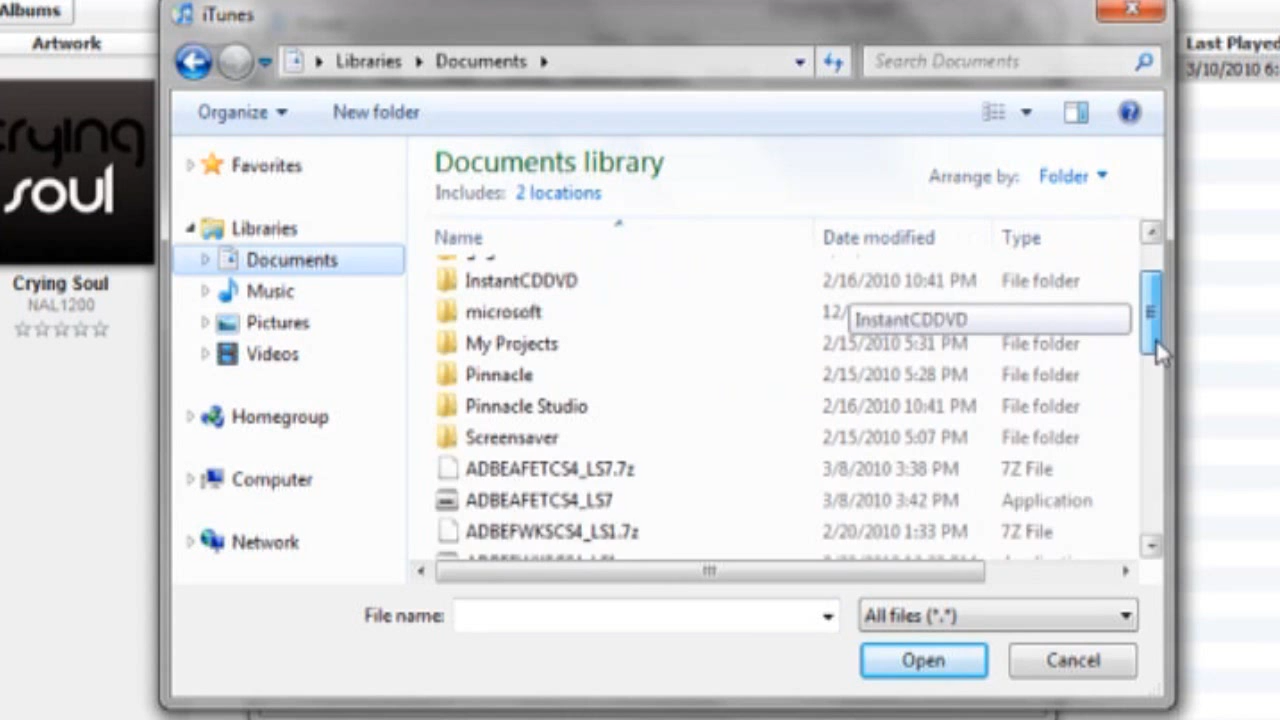 Albums
iTunes
Artwork
Last Played
Libraries
Documents
Search Documents
3/10/2010 6:
Organize
New folder
crying
soul
Crying Soul
NAL1200
Favorites
Libraries
Documents
Music
Pictures
Videos
Homegroup
Computer
Network
Documents library
Includes: 2 locations
Arrange by: Folder
Name Date modified Type
InstantCDDVD 2/16/2010 10:41 PM File folder
microsoft 12/
InstantCDDVD
My Projects 2/15/2010 5:31 PM File folder
Pinnacle 2/15/2010 5:28 PM File folder
Pinnacle Studio 2/16/2010 10:41 PM File folder
Screensaver 2/15/2010 5:07 PM File folder
ADBEAFETCS4_LS7.7z 3/8/2010 3:38 PM 7Z File
ADBEAFETCS4_LS7 3/8/2010 3:42 PM Application
ADBEFWKSCS4_LS1.7z 2/20/2010 1:33 PM 7Z File
File name:
All files (*.*)
Open
Cancel